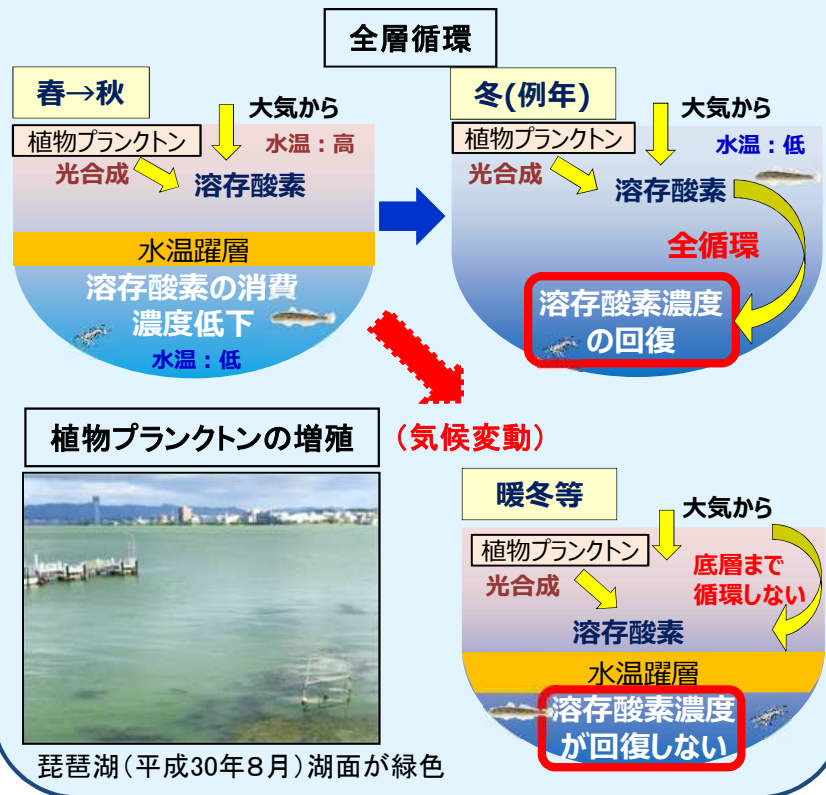 全層循環
春→秋
大気から
植物プランクトン
水温：高
光合成
溶存酸素
水温躍層
溶存酸素の消費
濃度低下
水温：低
冬(例年)
大気から
植物プランクトン
水温：低
光合成
溶存酸素
全循環
溶存酸素濃度
の回復
植物プランクトンの増殖
（気候変動）
琵琶湖（平成30年８月）湖面が緑色
暖冬等
大気から
植物プランクトン
光合成
底層まで
循環しない
溶存酸素
水温躍層
溶存酸素濃度
が回復しない